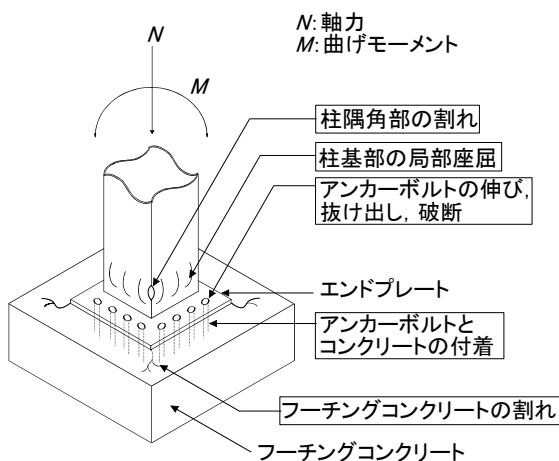 N: 軸力
M: 曲げモーメント
N
M
柱隅角部の割れ
柱基部の局部座屈
アンカーボルトの伸び,
抜け出し, 破断
エンドプレート
アンカーボルトと
コンクリートの付着
フーチングコンクリートの割れ
フーチングコンクリート